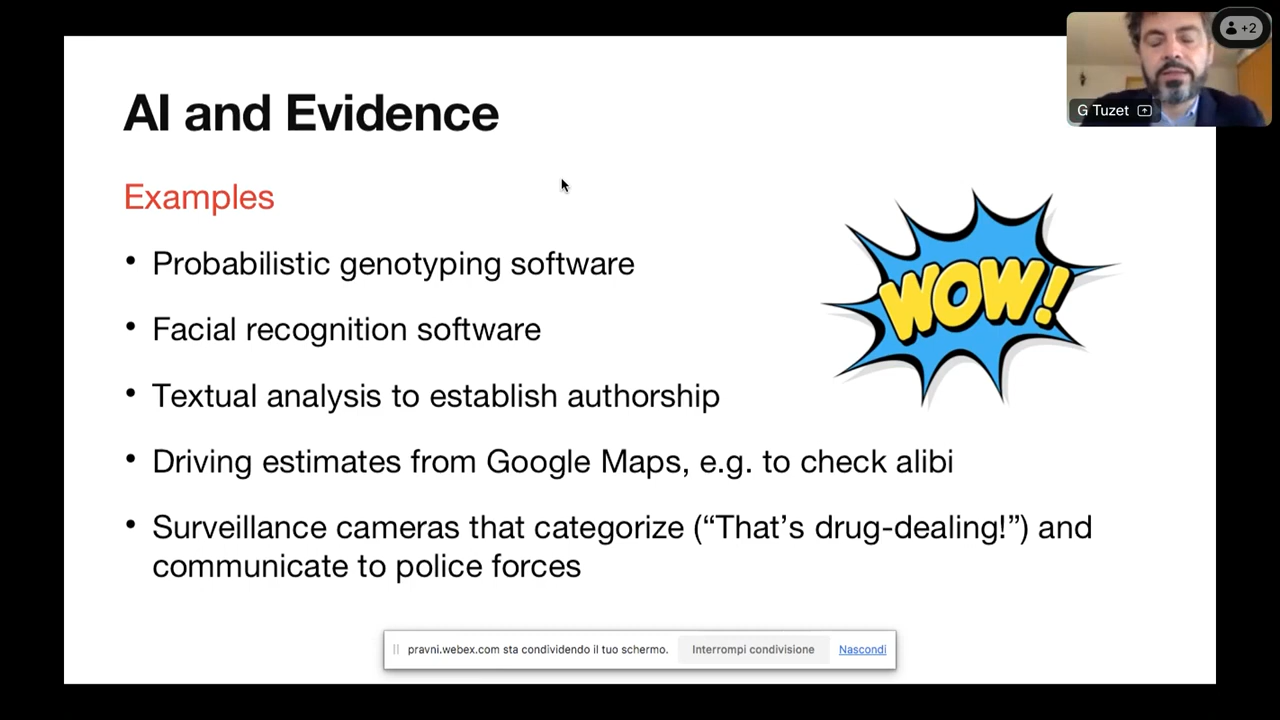 +2
G Tuzet
AI and Evidence
Examples
WOW!
• Probabilistic genotyping software
• Facial recognition software
• Textual analysis to establish authorship
• Driving estimates from Google Maps, e.g. to check alibi
• Surveillance cameras that categorize (“That’s drug-dealing!”) and
communicate to police forces
pravni.webex.com sta condividendo il tuo schermo. Interrompi condivisione Nascondi